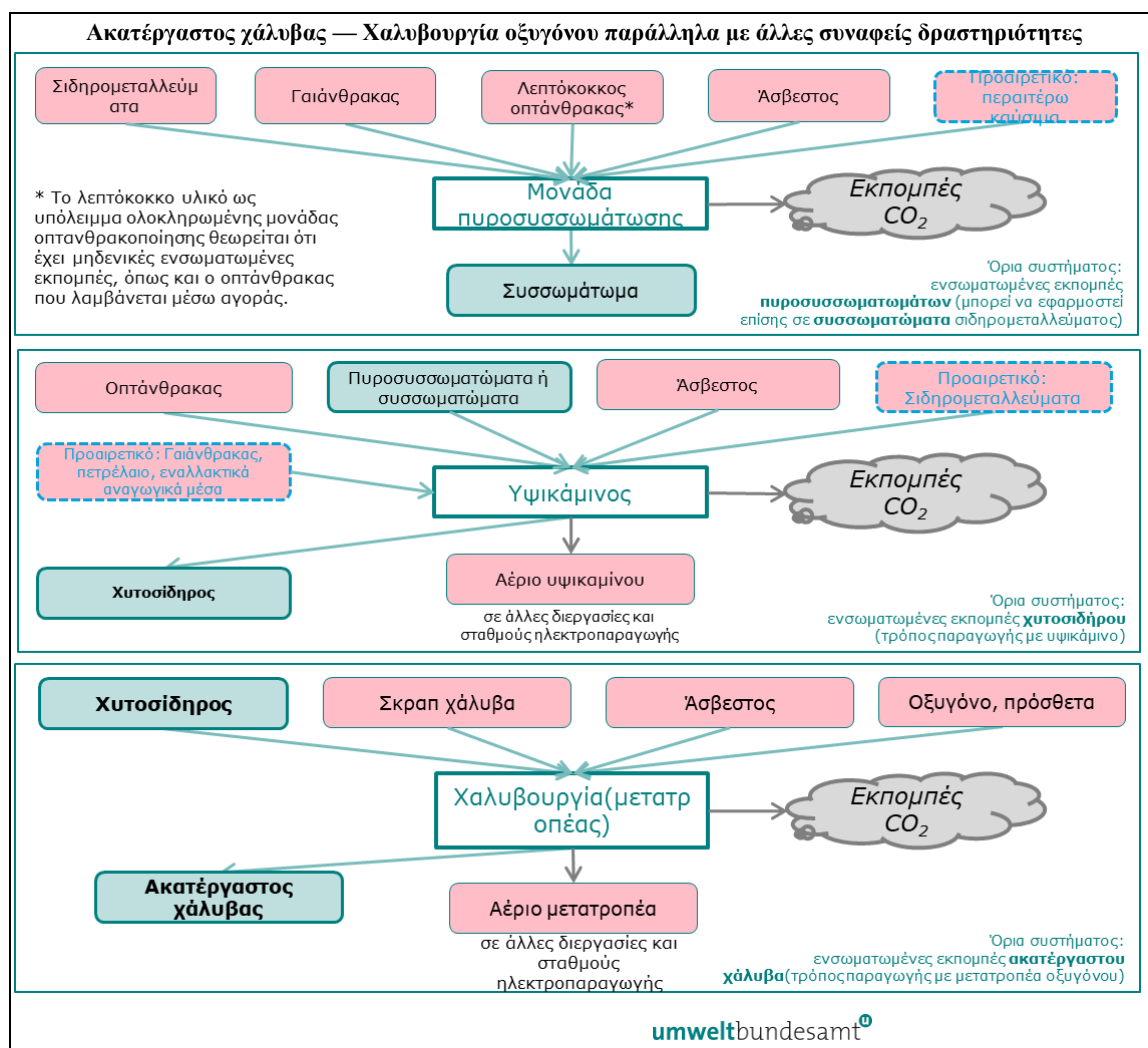 Ακατέργαστος χάλυβας — Χαλυβουργία οξυγόνου παράλληλα με άλλες συναφείς δραστηριότητες
Σιδηρομεταλλεύμ
ατα
Γαιάνθρακας
Λεπτόκοκκος
οπτάνθρακας*
Άσβεστος
Προαιρετικό:
περαιτέρω
καύσιμα
* Το λεπτόκοκκο υλικό ως
υπόλειμμα ολοκληρωμένης μονάδας
οπτανθρακοποίησης θεωρείται ότι
έχει μηδενικές ενσωματωμένες
εκπομπές, όπως και ο οπτάνθρακας
που λαμβάνεται μέσω αγοράς.
Μονάδα
πυροσυσσωμάτωσης
Εκπομπές
CO₂
Συσσωμάτωμα
Όρια συστήματος:
ενσωματωμένες εκπομπές
πυροσυσσωματωμάτων (μπορεί να εφαρμοστεί
επίσης σε συσσωματώματα σιδηρομεταλλεύματος)
Οπτάνθρακας
Πυροσυσσωματώματα ή
συσσωματώματα
Άσβεστος
Προαιρετικό:
Σιδηρομεταλλεύματα
Προαιρετικό: Γαιάνθρακας,
πετρέλαιο, εναλλακτικά
αναγωγικά μέσα
Υψικάμινος
Εκπομπές
CO₂
Χυτοσίδηρος
Αέριο υψικαμίνου
σε άλλες διεργασίες και
σταθμούς ηλεκτροπαραγωγής
Όρια συστήματος:
ενσωματωμένες εκπομπές χυτοσιδήρου
(τρόπος παραγωγής με υψικάμινο)
Χυτοσίδηρος
Σκραπ χάλυβα
Άσβεστος
Οξυγόνο, πρόσθετα
Χαλυβουργία(μετατρ
οπέας)
Εκπομπές
CO₂
Ακατέργαστος
χάλυβας
Αέριο μετατροπέα
σε άλλες διεργασίες και
σταθμούς
ηλεκτροπαραγωγής
Όρια συστήματος:
ενσωματωμένες εκπομπές ακατέργαστου
χάλυβα(τρόπος παραγωγής με μετατροπέα οξυγόνου)
umweltbundesamt